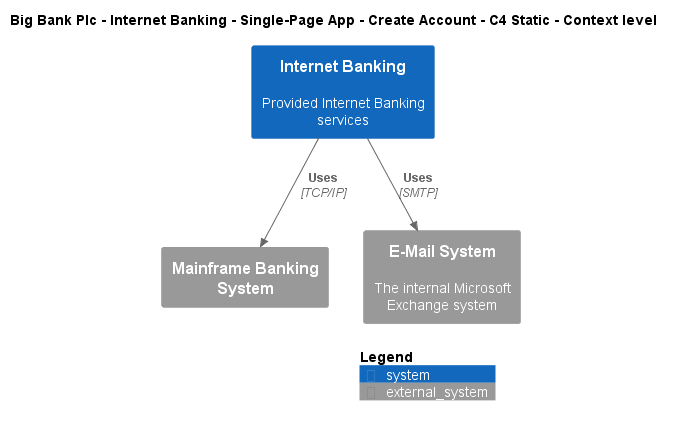 Big Bank Plc - Internet Banking - Single-Page App - Create Account - C4 Static - Context level
Internet Banking
Provided Internet Banking
services
Uses
[TCP/IP]
Uses
[SMTP]
Mainframe Banking
System
E-Mail System
The internal Microsoft
Exchange system
Legend
system
external_system